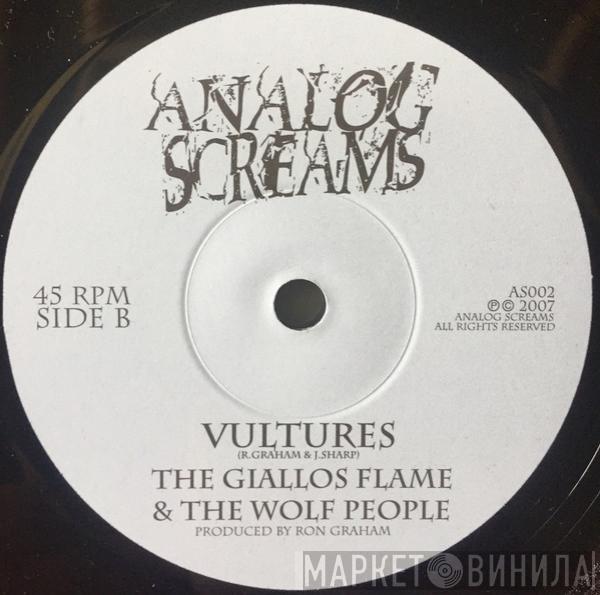 ANALOG
SCREAMS
45 RPM
SIDE B
AS002
℗© 2007
ANALOG SCREAMS
ALL RIGHTS RESERVED
VULTURES
(R.GRAHAM & J.SHARP)
THE GIALLOS FLAME
& THE WOLF PEOPLE
PRODUCED BY RON GRAHAM
МАРКЕТ ВИНИЛА